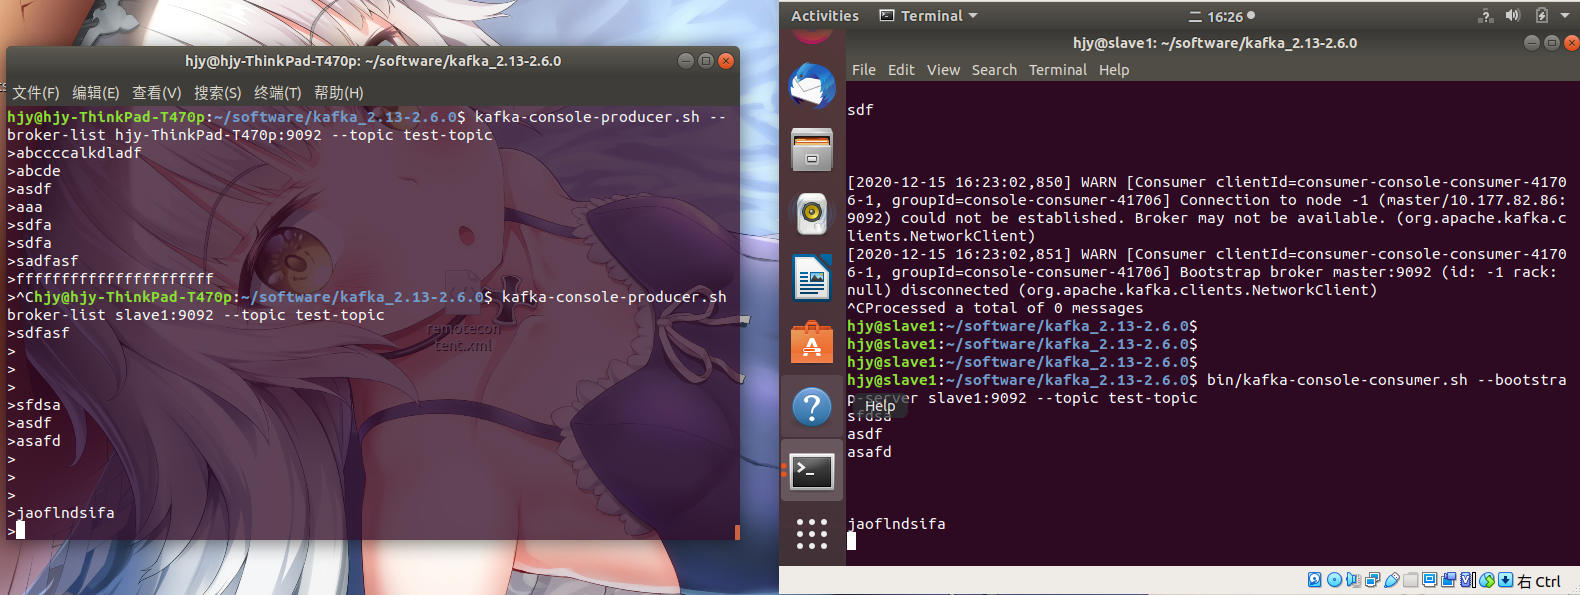 hjy@hjy-ThinkPad-T470p: ~/software/kafka_2.13-2.6.0
文件(F) 编辑(E) 查看(V) 搜索(S) 终端(T) 帮助(H)
hjy@hjy-ThinkPad-T470p:~/software/kafka_2.13-2.6.0$ kafka-console-producer.sh --
broker-list hjy-ThinkPad-T470p:9092 --topic test-topic
>abccccalkdladf
>abcde
>asdf
>aaa
>sdfa
>sdfa
>sadfasf
>ffffffffffffffffffffff
>^Chjy@hjy-ThinkPad-T470p:~/software/kafka_2.13-2.6.0$ kafka-console-producer.sh
broker-list slave1:9092 --topic test-topic
>sdfasf
>
>
>
>sfdsa
>asdf
>asafd
>
>
>
>jaoflndsifa
>
remotecon
tent.xml
Activities Terminal 二 16:26
hjy@slave1: ~/software/kafka_2.13-2.6.0
File Edit View Search Terminal Help
sdf
[2020-12-15 16:23:02,850] WARN [Consumer clientId=consumer-console-consumer-4170
6-1, groupId=console-consumer-41706] Connection to node -1 (master/10.177.82.86:
9092) could not be established. Broker may not be available. (org.apache.kafka.c
lients.NetworkClient)
[2020-12-15 16:23:02,851] WARN [Consumer clientId=consumer-console-consumer-4170
6-1, groupId=console-consumer-41706] Bootstrap broker master:9092 (id: -1 rack:
null) disconnected (org.apache.kafka.clients.NetworkClient)
^CProcessed a total of 0 messages
hjy@slave1:~/software/kafka_2.13-2.6.0$
hjy@slave1:~/software/kafka_2.13-2.6.0$
hjy@slave1:~/software/kafka_2.13-2.6.0$
hjy@slave1:~/software/kafka_2.13-2.6.0$ bin/kafka-console-consumer.sh --bootstra
p-server slave1:9092 --topic test-topic
Help
sfdsa
asdf
asafd
jaoflndsifa
右 Ctrl